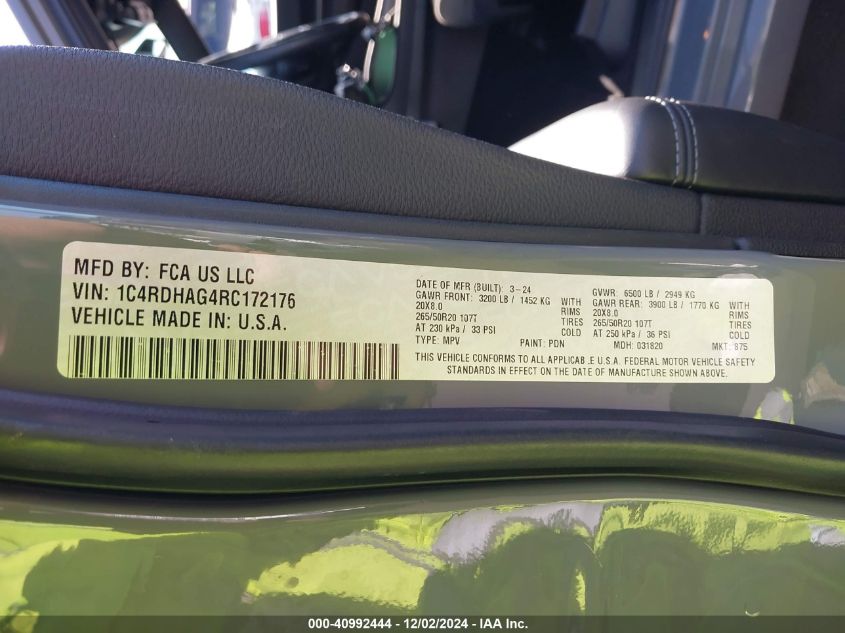 MFD BY: FCA US LLC
VIN: 1C4RDHAG4RC172176
VEHICLE MADE IN: U.S.A.
DATE OF MFR (BUILT): 3-24 GVWR: 6500 LB / 2949 KG
GAWR FRONT: 3200 LB / 1452 KG WITH GAWR REAR: 3900 LB / 1770 KG WITH
20X8.0 RIMS 20X8.0 RIMS
265/50R20 107T TIRES 265/50R20 107T TIRES
AT 230 kPa / 33 PSI COLD AT 250 kPa / 36 PSI COLD
TYPE: MPV PAINT: PDN MDH: 031820 MKT: 875
THIS VEHICLE CONFORMS TO ALL APPLICAB.E U.S.A. FEDERAL MOTOR VEHICLE SAFETY
STANDARDS IN EFFECT ON THE DATE OF MANUFACTURE SHOWN ABOVE.
000-40992444 - 12/02/2024 - IAA Inc.